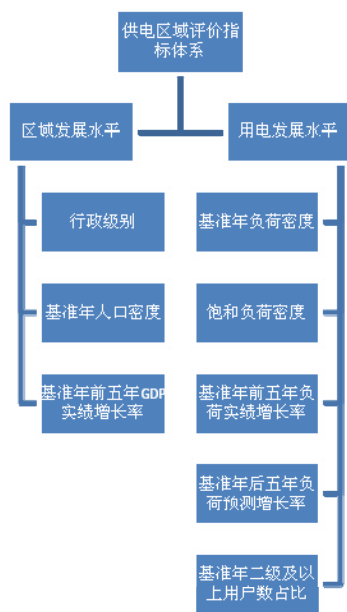 供电区域评价指
标体系
区域发展水平
用电发展水平
行政级别
基准年负荷密度
基准年人口密度
饱和负荷密度
基准年前五年GDP
实绩增长率
基准年前五年负
荷实绩增长率
基准年后五年负
荷预测增长率
基准年二级及以
上用户数占比